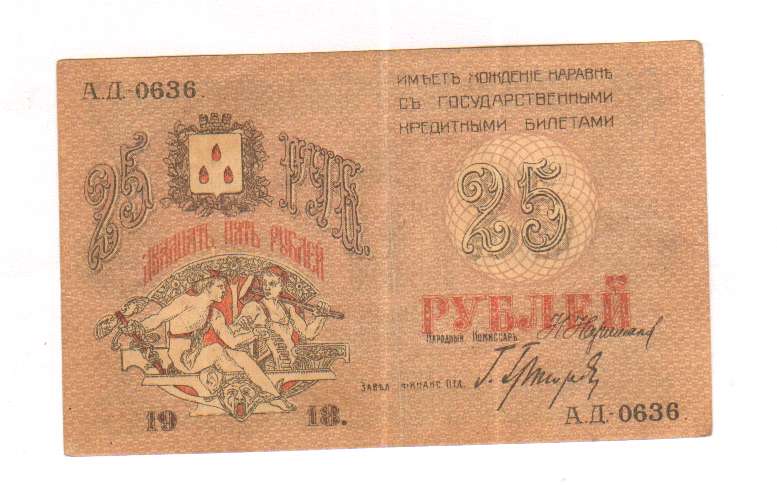 А.Д.-0636.
25 РУБ.
ДВАДЦАТЬ ПЯТЬ РУБЛЕЙ
19 18.
ИМѢЕТЪ ХОЖДЕНІЕ НАРАВНѢ
СЪ ГОСУДАРСТВЕННЫМИ
КРЕДИТНЫМИ БИЛЕТАМИ
25
РУБЛЕЙ
НАРОДНЫЙ КОМИССАРЪ
ЗАВѢД. ФИНАНС. ОТД.
А.Д.-0636.